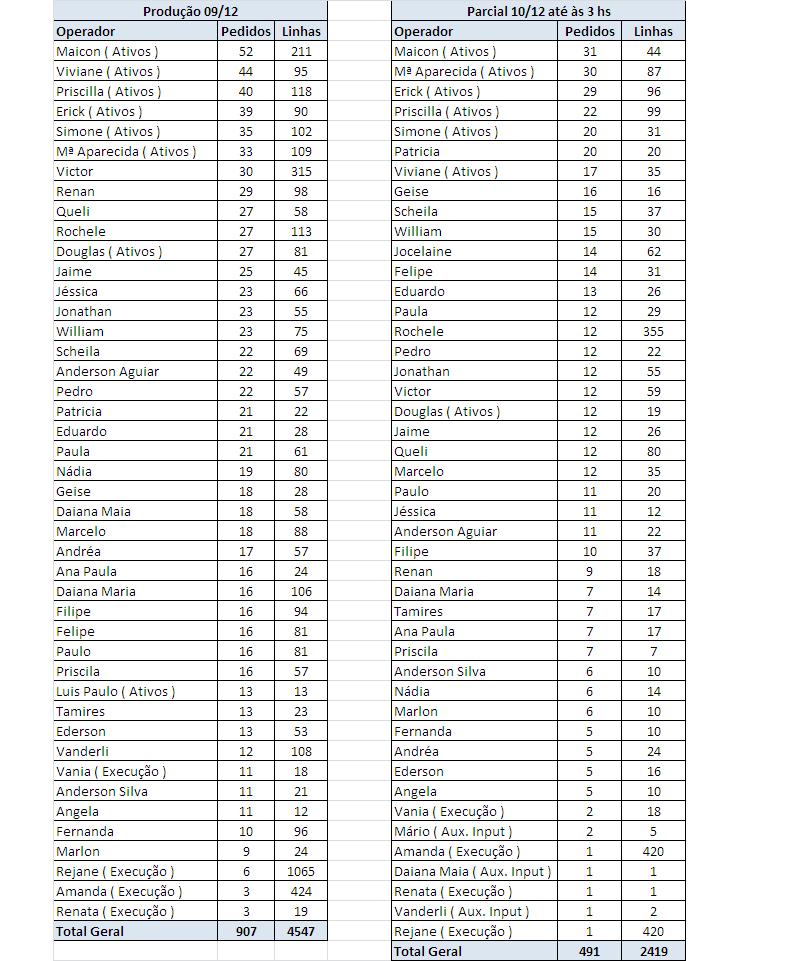 Produção 09/12
Operador Pedidos Linhas
Maicon ( Ativos ) 52 211
Viviane ( Ativos ) 44 95
Priscilla ( Ativos ) 40 118
Erick ( Ativos ) 39 90
Simone ( Ativos ) 35 102
Mª Aparecida ( Ativos ) 33 109
Victor 30 315
Renan 29 98
Queli 27 58
Rochele 27 113
Douglas ( Ativos ) 27 81
Jaime 25 45
Jéssica 23 66
Jonathan 23 55
William 23 75
Scheila 22 69
Anderson Aguiar 22 49
Pedro 22 57
Patricia 21 22
Eduardo 21 28
Paula 21 61
Nádia 19 80
Geise 18 28
Daiana Maia 18 58
Marcelo 18 88
Andréa 17 57
Ana Paula 16 24
Daiana Maria 16 106
Filipe 16 94
Felipe 16 81
Paulo 16 81
Priscila 16 57
Luis Paulo ( Ativos ) 13 13
Tamires 13 23
Ederson 13 53
Vanderli 12 108
Vania ( Execução ) 11 18
Anderson Silva 11 21
Angela 11 12
Fernanda 10 96
Marlon 9 24
Rejane ( Execução ) 6 1065
Amanda ( Execução ) 3 424
Renata ( Execução ) 3 19
Total Geral 907 4547
Parcial 10/12 até às 3 hs
Operador Pedidos Linhas
Maicon ( Ativos ) 31 44
Mª Aparecida ( Ativos ) 30 87
Erick ( Ativos ) 29 96
Priscilla ( Ativos ) 22 99
Simone ( Ativos ) 20 31
Patricia 20 20
Viviane ( Ativos ) 17 35
Geise 16 16
Scheila 15 37
William 15 30
Jocelaine 14 62
Felipe 14 31
Eduardo 13 26
Paula 12 29
Rochele 12 355
Pedro 12 22
Jonathan 12 55
Victor 12 59
Douglas ( Ativos ) 12 19
Jaime 12 26
Queli 12 80
Marcelo 12 35
Paulo 11 20
Jéssica 11 12
Anderson Aguiar 11 22
Filipe 10 37
Renan 9 18
Daiana Maria 7 14
Tamires 7 17
Ana Paula 7 17
Priscila 7 7
Anderson Silva 6 10
Nádia 6 14
Marlon 6 10
Fernanda 5 10
Andréa 5 24
Ederson 5 16
Angela 5 10
Vania ( Execução ) 2 18
Mário ( Aux. Input ) 2 5
Amanda ( Execução ) 1 420
Daiana Maia ( Aux. Input ) 1 1
Renata ( Execução ) 1 1
Vanderli ( Aux. Input ) 1 2
Rejane ( Execução ) 1 420
Total Geral 491 2419